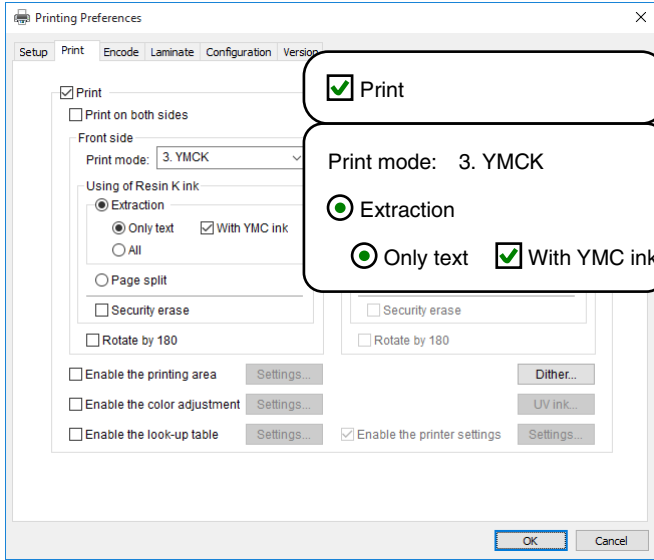 Printing Preferences
Setup Print Encode Laminate Configuration Version
Print
Print on both sides
Front side
Print mode: 3. YMCK
Using of Resin K ink
Extraction
Only text With YMC ink
All
Page split
Security erase
Rotate by 180
Print
Print mode: 3. YMCK
Extraction
Only text With YMC ink
Security erase
Rotate by 180
Enable the printing area Settings... Dither...
Enable the color adjustment Settings... UV ink...
Enable the look-up table Settings... Enable the printer settings Settings...
OK Cancel